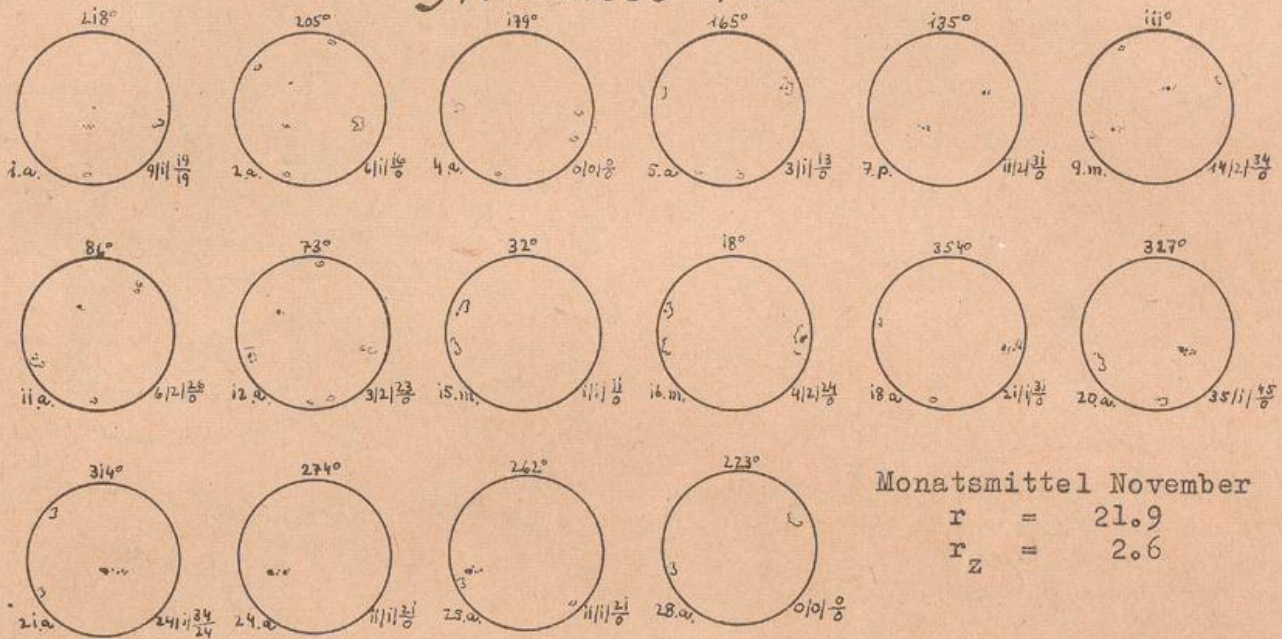 218° 205° 179° 165° 135° 111°
1.a. 9/1/ 19/19 2.a. 6/1/ 16/0 4.a. 0/0/ 0/0 5.a 3/1/ 13/0 7.p. 11/2/ 31/0 9.m. 14/2/ 34/0
86° 73° 32° 18° 354° 327°
11.a. 6/2/ 26/0 12.a. 3/2/ 23/0 15.m. 1/1/ 11/0 16.m. 4/2/ 24/0 18.a 21/1/ 31/0 20.a. 35/1/ 45/0
314° 274° 262° 223°
21.a 24/1/ 34/24 24.a 11/1/ 21/0 25.a. 11/1/ 21/0 28.a. 0/0/ 0/0
Monatsmittel November
r = 21.9
r_z = 2.6